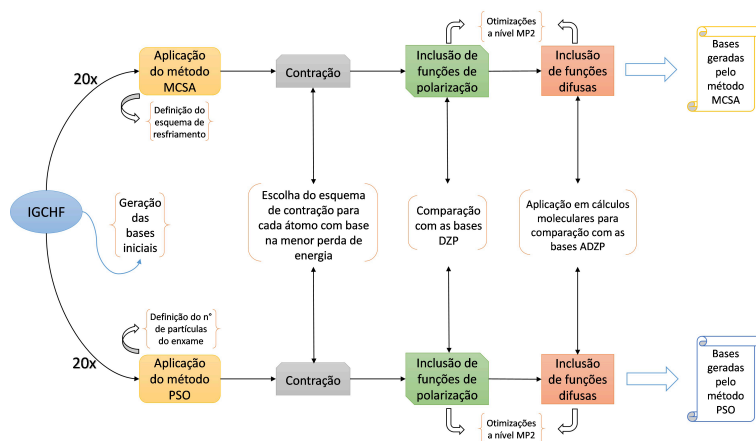 Otimizações
a nível MP2
20x
Aplicação
do método
MCSA
Contração
Inclusão de
funções de
polarização
Inclusão de
funções
difusas
Bases
geradas
pelo
método
MCSA
Definição do
esquema de
resfriamento
IGCHF
Geração
das
bases
iniciais
Escolha do esquema
de contração para
cada átomo com base
na menor perda de
energia
Comparação
com as bases
DZP
Aplicação em cálculos
moleculares para
comparação com as
bases ADZP
Definição do n°
de partículas
do enxame
20x
Aplicação
do método
PSO
Contração
Inclusão de
funções de
polarização
Inclusão de
funções
difusas
Bases
geradas
pelo
método
PSO
Otimizações
a nível MP2